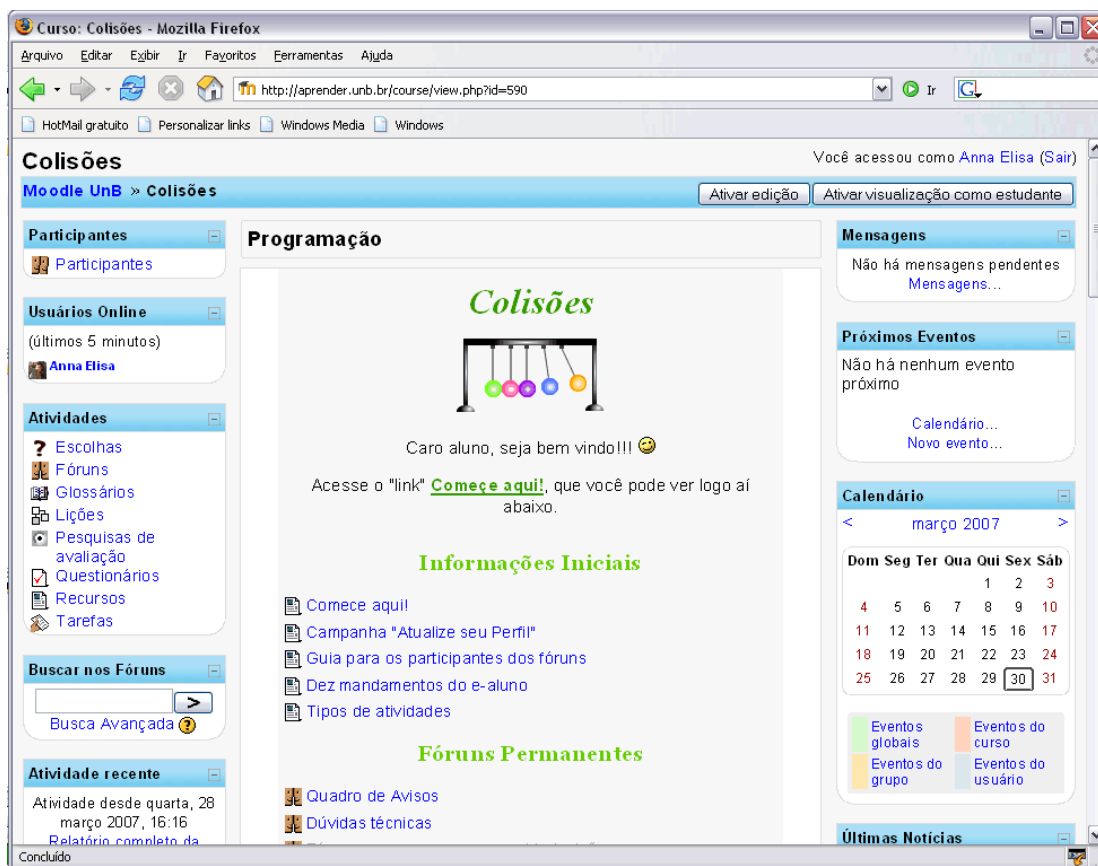 Curso: Colisões - Mozilla Firefox
Arquivo Editar Exibir Ir Favoritos Ferramentas Ajuda
http://aprender.unb.br/course/view.php?id=590
Ir
HotMail gratuito Personalizar links Windows Media Windows
Colisões
Você acessou como Anna Elisa (Sair)
Moodle UnB » Colisões
Ativar edição
Ativar visualização como estudante
Participantes
Participantes
Usuários Online
(últimos 5 minutos)
Anna Elisa
Atividades
Escolhas
Fóruns
Glossários
Lições
Pesquisas de
avaliação
Questionários
Recursos
Tarefas
Buscar nos Fóruns
>
Busca Avançada ?
Atividade recente
Atividade desde quarta, 28
março 2007, 16:16
Relatório completo da
Programação
Colisões
Caro aluno, seja bem vindo!!!
Acesse o "link" Começe aqui!, que você pode ver logo aí
abaixo.
Informações Iniciais
Comece aqui!
Campanha "Atualize seu Perfil"
Guia para os participantes dos fóruns
Dez mandamentos do e-aluno
Tipos de atividades
Fóruns Permanentes
Quadro de Avisos
Dúvidas técnicas
Mensagens
Não há mensagens pendentes
Mensagens...
Próximos Eventos
Não há nenhum evento
próximo
Calendário...
Novo evento...
Calendário
< março 2007 >
Dom Seg Ter Qua Qui Sex Sáb
1 2 3
4 5 6 7 8 9 10
11 12 13 14 15 16 17
18 19 20 21 22 23 24
25 26 27 28 29 30 31
Eventos
globais
Eventos do
curso
Eventos do
grupo
Eventos do
usuário
Últimas Notícias
Concluído